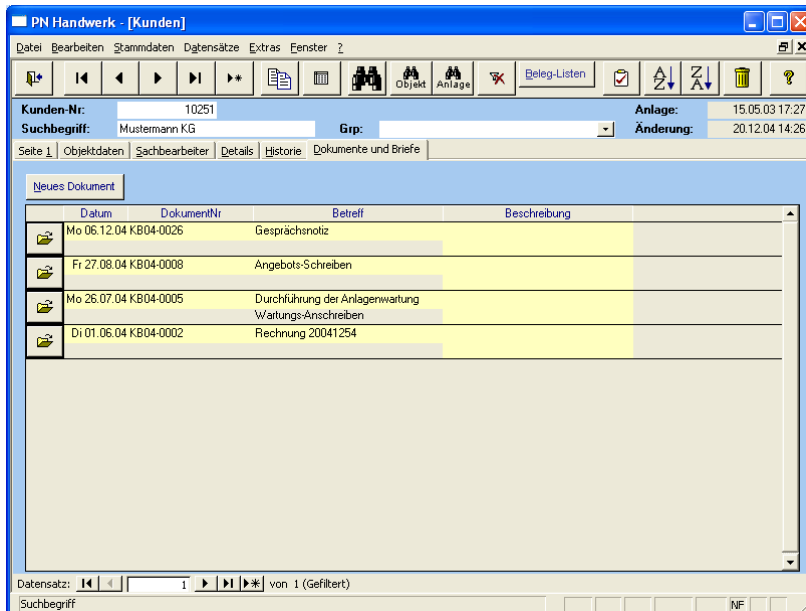 PN Handwerk - [Kunden]
Datei Bearbeiten Stammdaten Datensätze Extras Fenster ?
Objekt Anlage Beleg-Listen
Kunden-Nr: 10251 Anlage: 15.05.03 17:27
Suchbegriff: Mustermann KG Grp: Änderung: 20.12.04 14:26
Seite 1 Objektdaten Sachbearbeiter Details Historie Dokumente und Briefe
Neues Dokument
Datum DokumentNr Betreff Beschreibung
Mo 06.12.04 KB04-0026 Gesprächsnotiz
Fr 27.08.04 KB04-0008 Angebots-Schreiben
Mo 26.07.04 KB04-0005 Durchführung der Anlagenwartung
Wartungs-Anschreiben
Di 01.06.04 KB04-0002 Rechnung 20041254
Datensatz: 1 von 1 (Gefiltert)
Suchbegriff NF